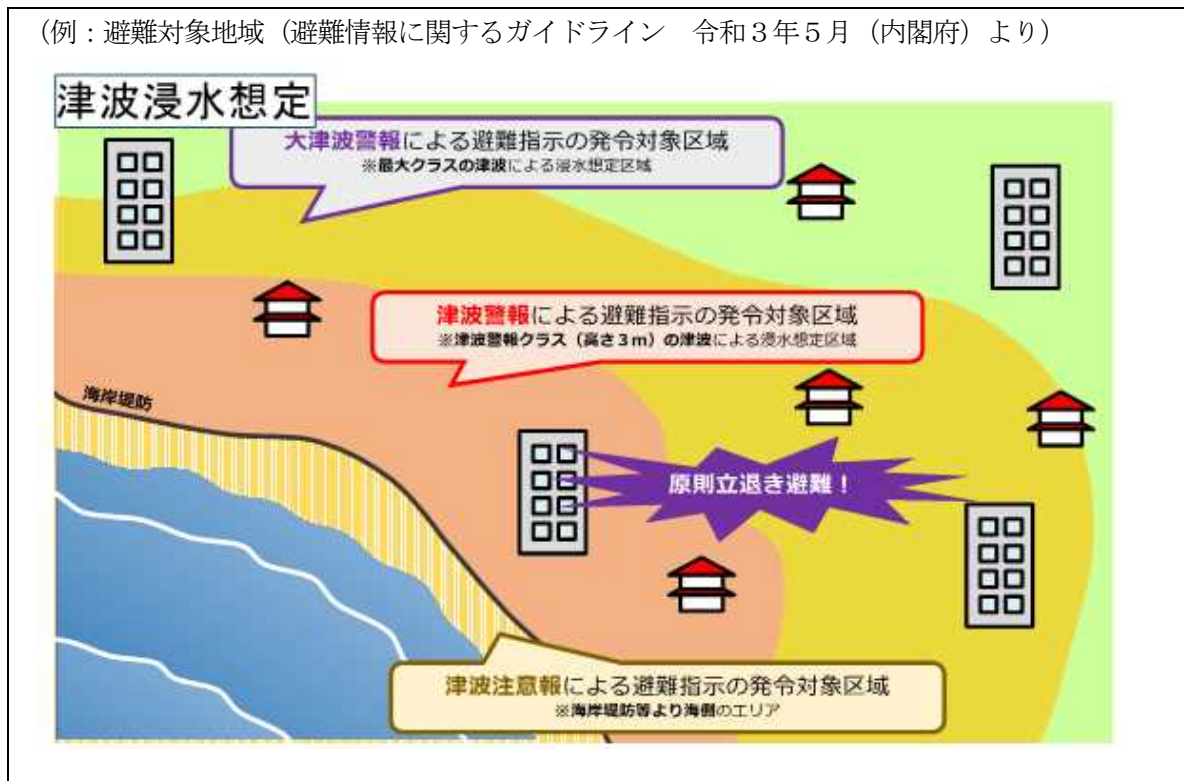 （例：避難対象地域（避難情報に関するガイドライン　令和３年５月（内閣府）より）
津波浸水想定
大津波警報による避難指示の発令対象区域
※最大クラスの津波による浸水想定区域
津波警報による避難指示の発令対象区域
※津波警報クラス（高さ３ｍ）の津波による浸水想定区域
海岸堤防
原則立退き避難！
津波注意報による避難指示の発令対象区域
※海岸堤防等より海側のエリア